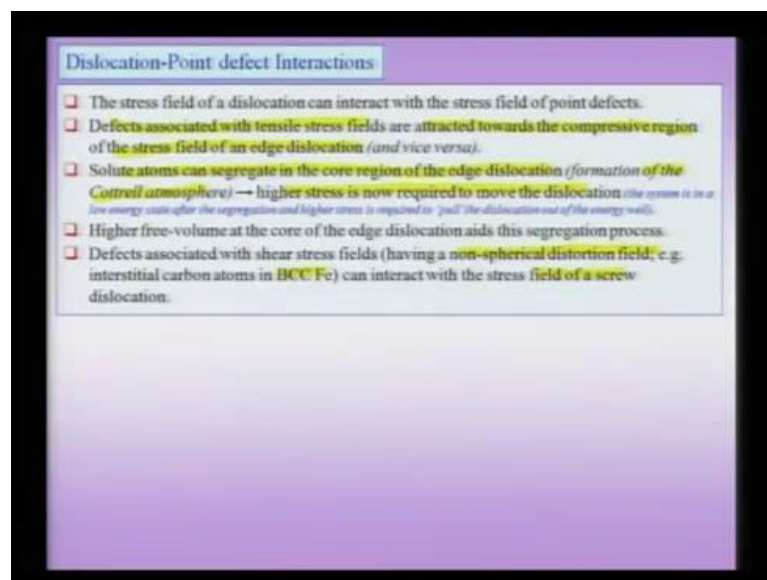 Dislocation-Point defect Interactions
The stress field of a dislocation can interact with the stress field of point defects.
Defects associated with tensile stress fields are attracted towards the compressive region
of the stress field of an edge dislocation (and vice versa).
Solute atoms can segregate in the core region of the edge dislocation (formation of the
Cottrell atmosphere) → higher stress is now required to move the dislocation (the system is in a
low energy state after the segregation and higher stress is required to 'pull' the dislocation out of the energy well).
Higher free-volume at the core of the edge dislocation aids this segregation process.
Defects associated with shear stress fields (having a non-spherical distortion field; e.g.
interstitial carbon atoms in BCC Fe) can interact with the stress field of a screw
dislocation.